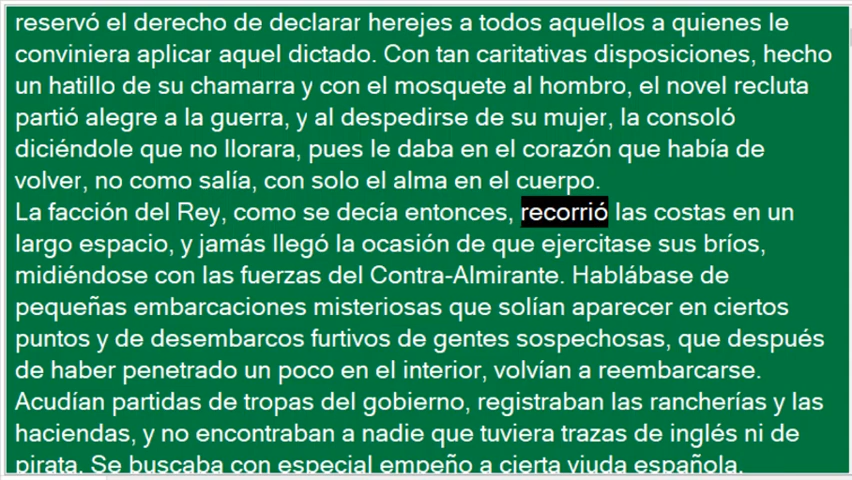 reservó el derecho de declarar herejes a todos aquellos a quienes le
conviniera aplicar aquel dictado. Con tan caritativas disposiciones, hecho
un hatillo de su chamarra y con el mosquete al hombro, el novel recluta
partió alegre a la guerra, y al despedirse de su mujer, la consoló
diciéndole que no llorara, pues le daba en el corazón que había de
volver, no como salía, con solo el alma en el cuerpo.
La facción del Rey, como se decía entonces, recorrió las costas en un
largo espacio, y jamás llegó la ocasión de que ejercitase sus bríos,
midiéndose con las fuerzas del Contra-Almirante. Hablábase de
pequeñas embarcaciones misteriosas que solían aparecer en ciertos
puntos y de desembarcos furtivos de gentes sospechosas, que después
de haber penetrado un poco en el interior, volvían a reembarcarse.
Acudían partidas de tropas del gobierno, registraban las rancherías y las
haciendas, y no encontraban a nadie que tuviera trazas de inglés ni de
pirata. Se buscaba con especial empeño a cierta viuda española,